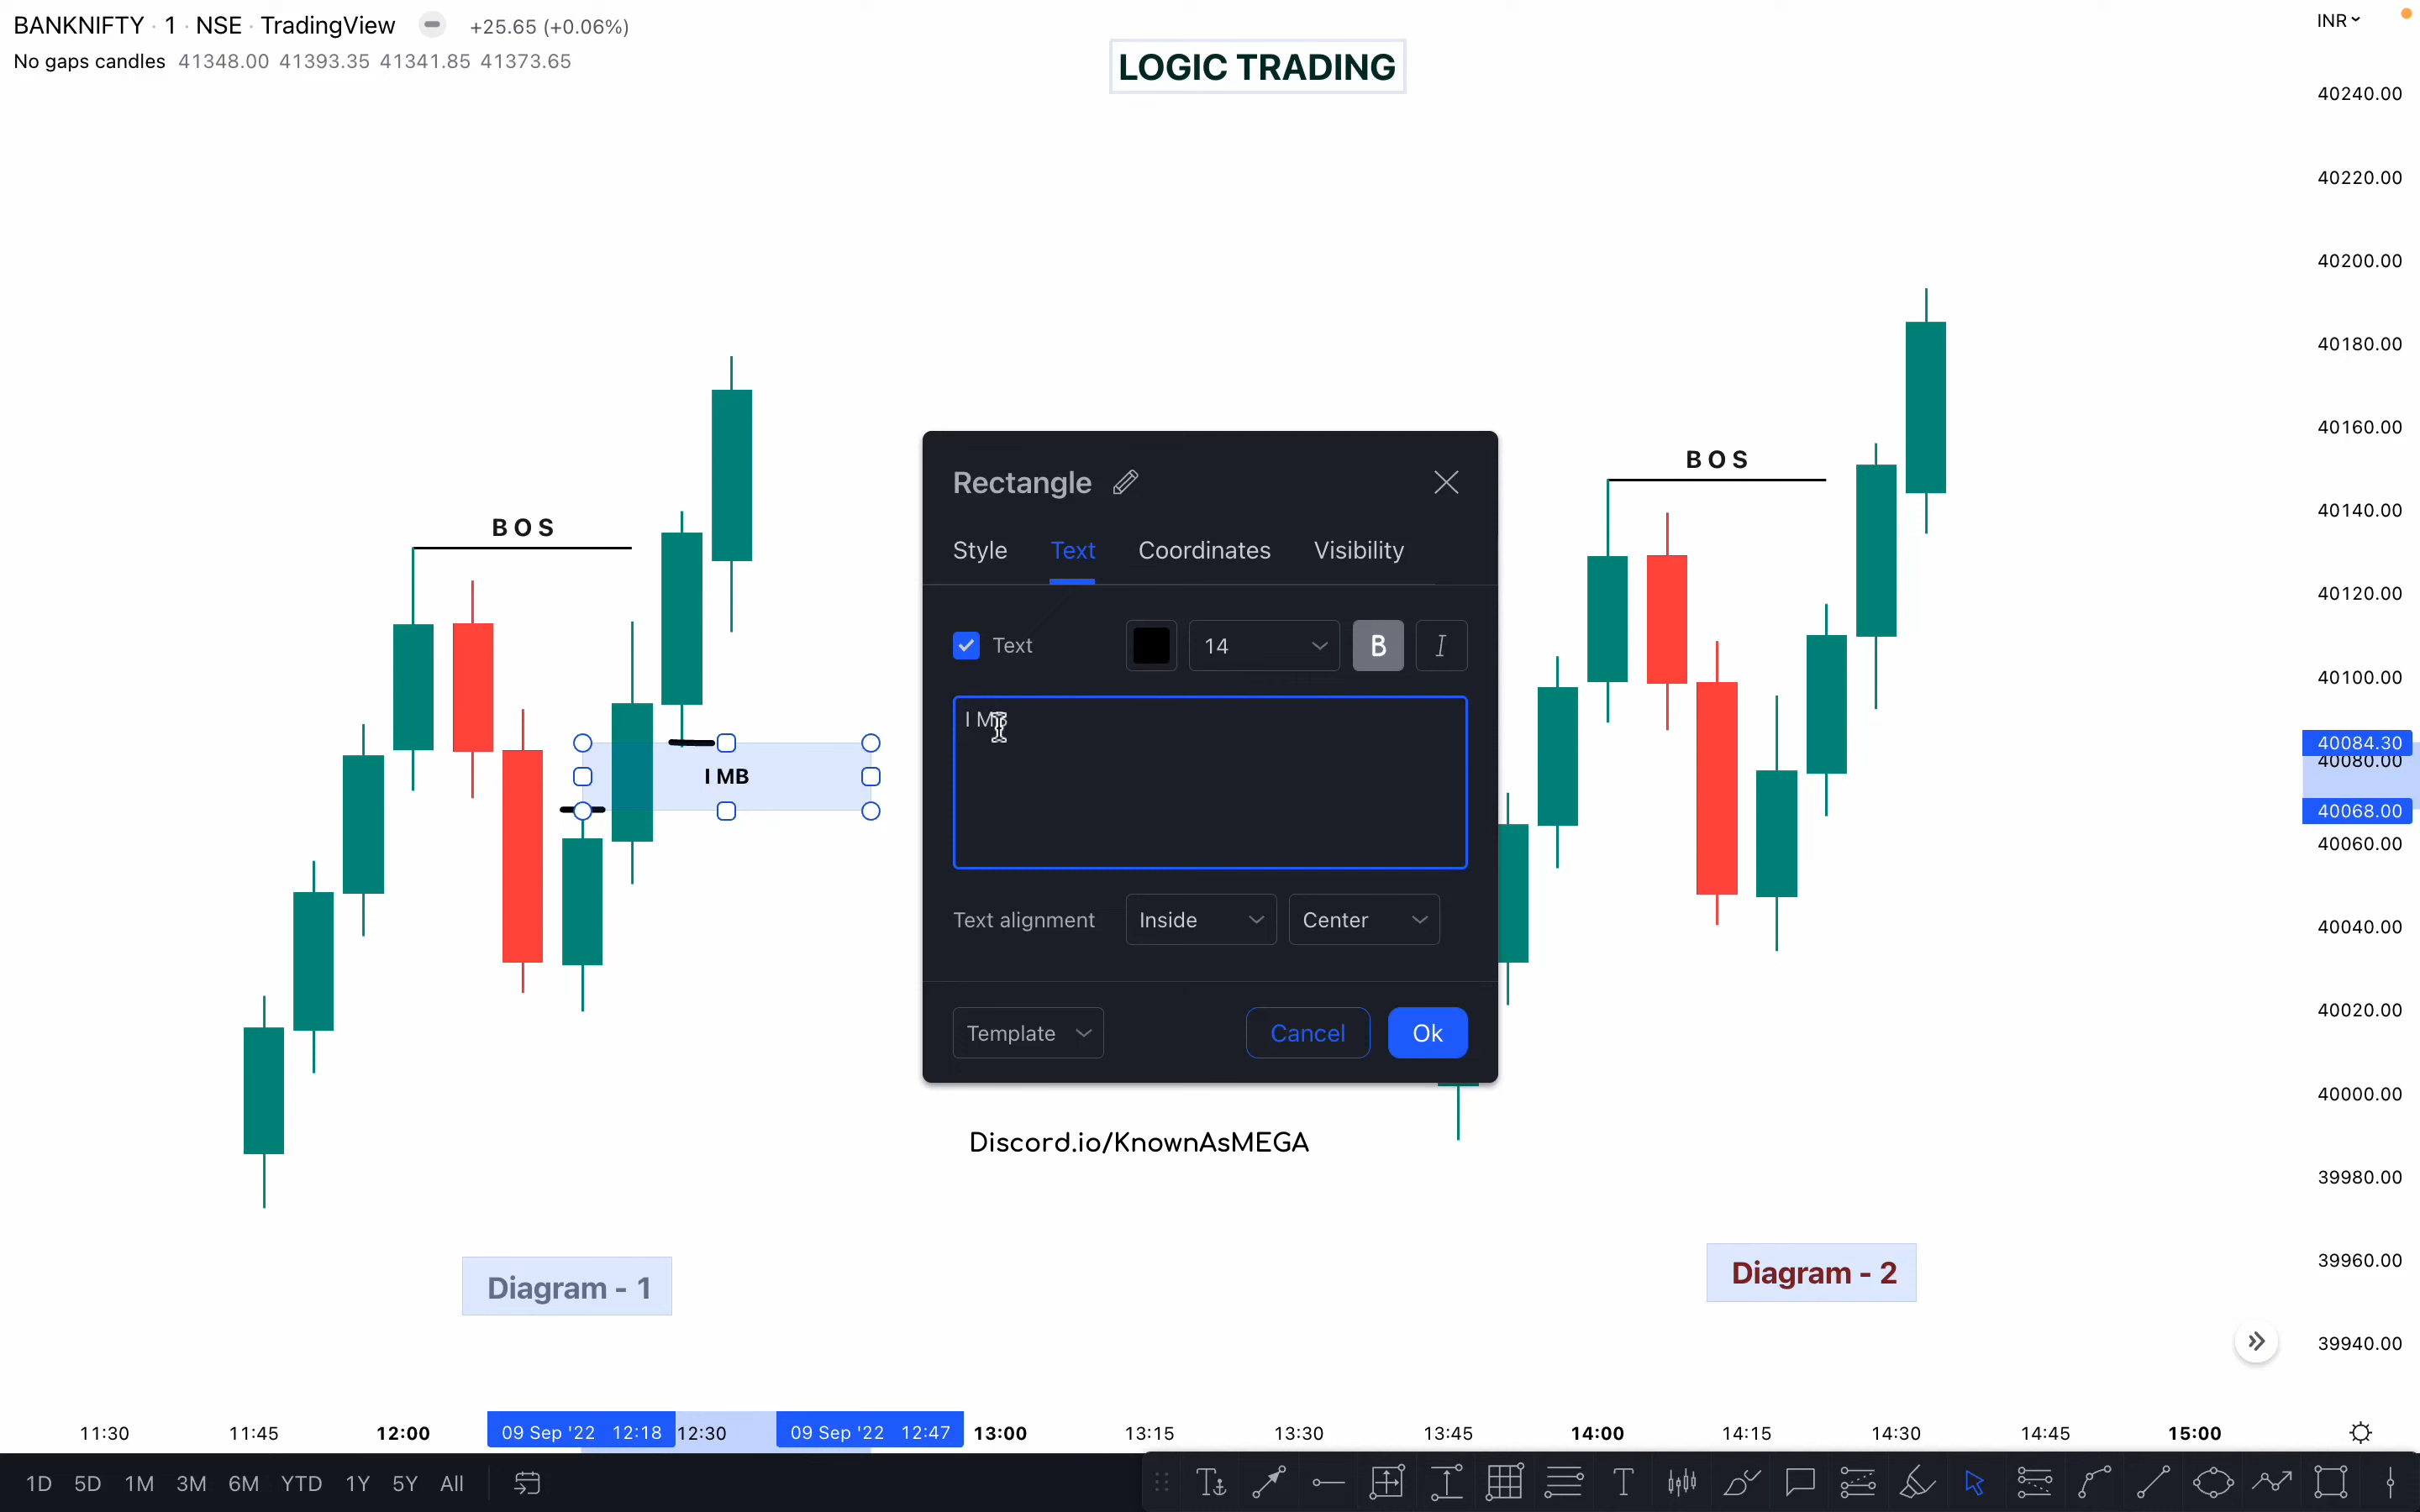 BANKNIFTY · 1 · NSE · TradingView +25.65 (+0.06%)
No gaps candles 41348.00 41393.35 41341.85 41373.65
LOGIC TRADING
INR
40240.00
40220.00
40200.00
40180.00
40160.00
40140.00
40120.00
40100.00
40084.30
40080.00
40068.00
40060.00
40040.00
40020.00
40000.00
39980.00
39960.00
39940.00
B O S
B O S
I MB
Rectangle
Style Text Coordinates Visibility
Text 14 B I
Text alignment Inside Center
Template Cancel Ok
Discord.io/KnownAsMEGA
Diagram - 1
Diagram - 2
11:30 11:45 12:00 09 Sep '22 12:18 12:30 09 Sep '22 12:47 13:00 13:15 13:30 13:45 14:00 14:15 14:30 14:45 15:00
1D 5D 1M 3M 6M YTD 1Y 5Y All